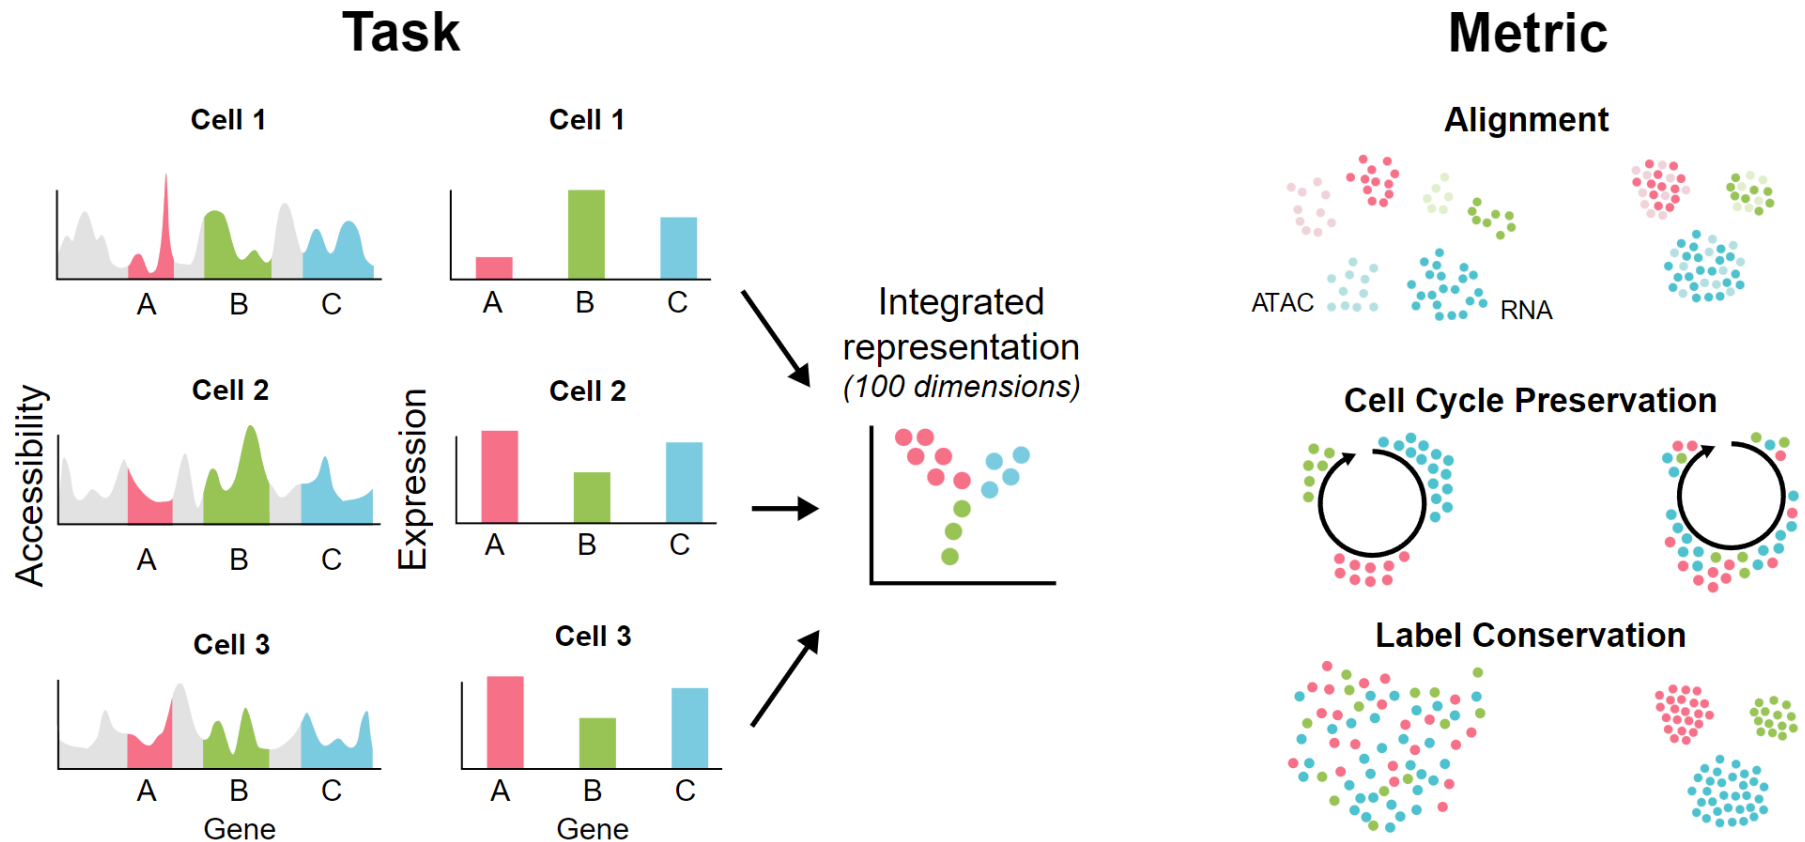 Task
Metric
Cell 1
Cell 1
A
B
C
A
B
C
Accessibility
Cell 2
A
B
C
Expression
Cell 2
A
B
C
Cell 3
A
B
C
Gene
Cell 3
A
B
C
Gene
Integrated
representation
(100 dimensions)
Alignment
ATAC
RNA
Cell Cycle Preservation
Label Conservation